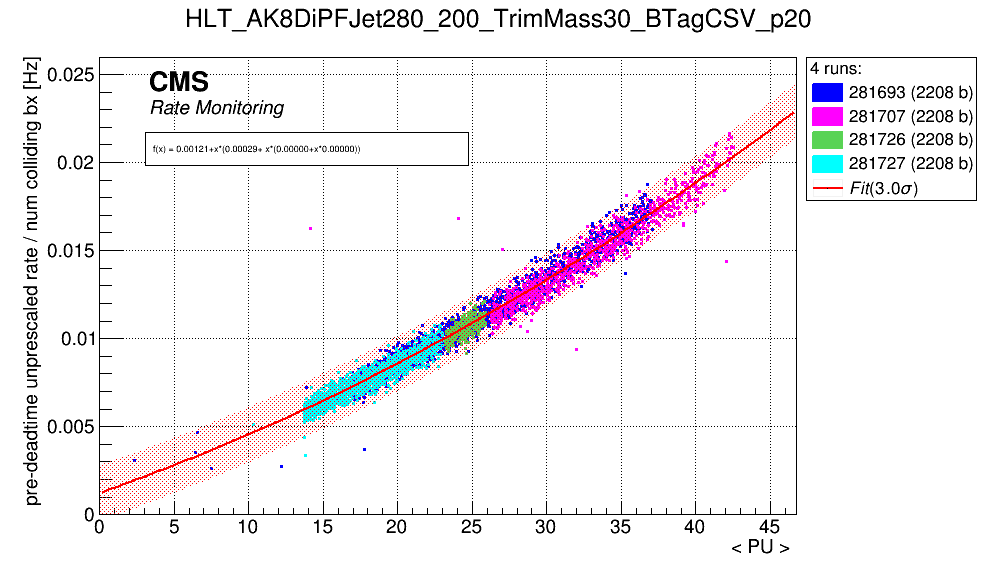 HLT_AK8DiPFJet280_200_TrimMass30_BTagCSV_p20
pre-deadtime unprescaled rate / num colliding bx [Hz]
CMS
Rate Monitoring
f(x) = 0.00121+x*(0.00029+ x*(0.00000+x*0.00000))
0.025
0.02
0.015
0.01
0.005
0
0 5 10 15 20 25 30 35 40 45
< PU >
4 runs:
281693 (2208 b)
281707 (2208 b)
281726 (2208 b)
281727 (2208 b)
Fit(3.0σ)